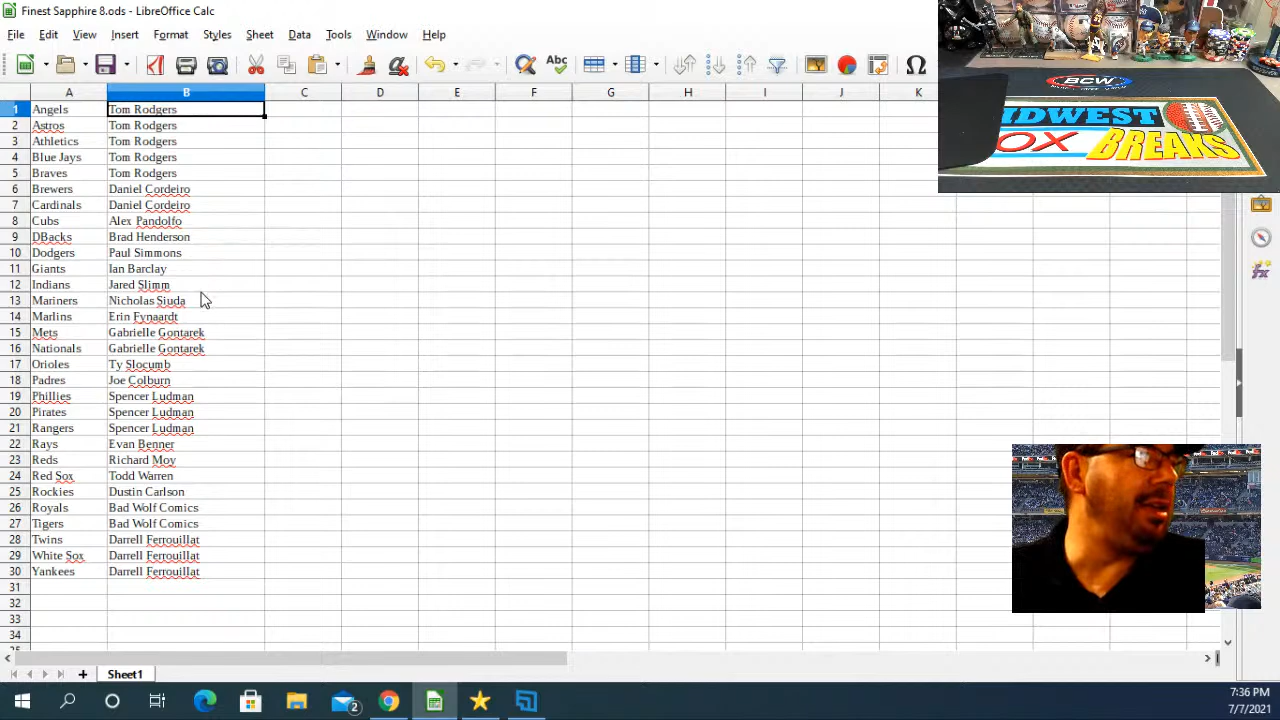 Finest Sapphire 8.ods - LibreOffice Calc
File Edit View Insert Format Styles Sheet Data Tools Window Help
A B C D E F G H I J K
1 Angels Tom Rodgers
2 Astros Tom Rodgers
3 Athletics Tom Rodgers
4 Blue Jays Tom Rodgers
5 Braves Tom Rodgers
6 Brewers Daniel Cordeiro
7 Cardinals Daniel Cordeiro
8 Cubs Alex Pandolfo
9 DBacks Brad Henderson
10 Dodgers Paul Simmons
11 Giants Ian Barclay
12 Indians Jared Slimm
13 Mariners Nicholas Siuda
14 Marlins Erin Fynaardt
15 Mets Gabrielle Gontarek
16 Nationals Gabrielle Gontarek
17 Orioles Ty Slocumb
18 Padres Joe Colburn
19 Phillies Spencer Ludman
20 Pirates Spencer Ludman
21 Rangers Spencer Ludman
22 Rays Evan Benner
23 Reds Richard Moy
24 Red Sox Todd Warren
25 Rockies Dustin Carlson
26 Royals Bad Wolf Comics
27 Tigers Bad Wolf Comics
28 Twins Darrell Ferrouillat
29 White Sox Darrell Ferrouillat
30 Yankees Darrell Ferrouillat
31
32
33
34
Sheet1
BCW
IDWEST
OX BREAKS
2
7:36 PM
7/7/2021